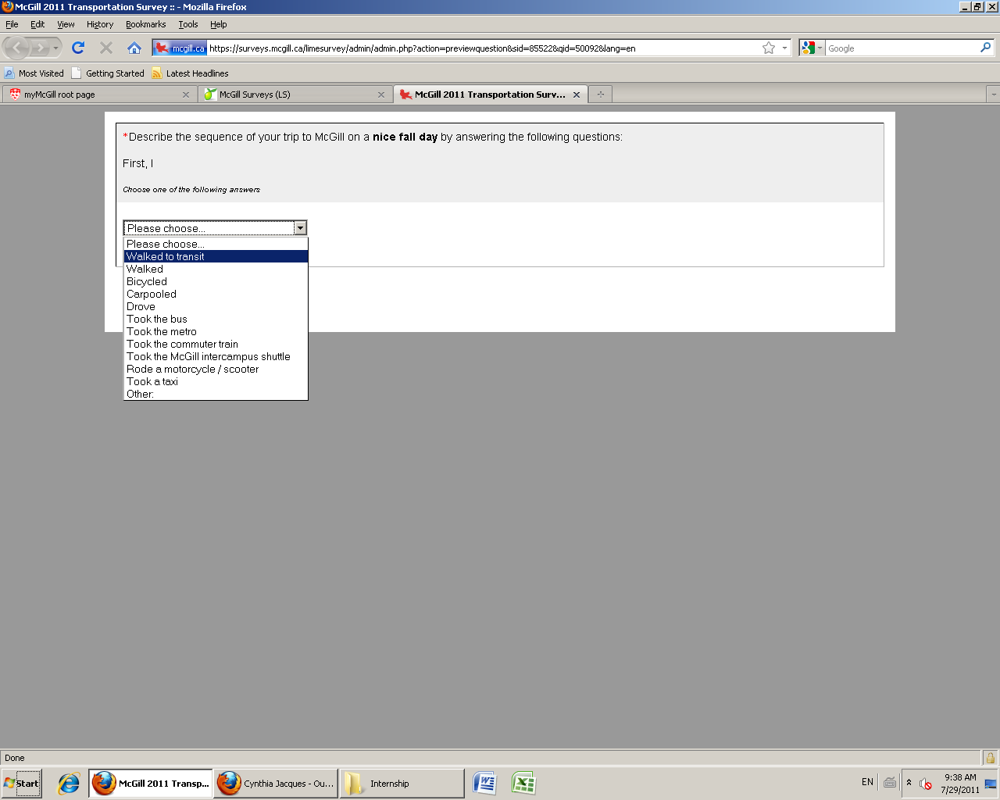 McGill 2011 Transportation Survey :: - Mozilla Firefox
File Edit View History Bookmarks Tools Help
mcgill.ca https://surveys.mcgill.ca/limesurvey/admin/admin.php?action=previewquestion&sid=85522&qid=50092&lang=en Google
Most Visited Getting Started Latest Headlines
myMcGill root page McGill Surveys (LS) McGill 2011 Transportation Surv...
*Describe the sequence of your trip to McGill on a nice fall day by answering the following questions:
First, I
Choose one of the following answers
Please choose...
Please choose...
Walked to transit
Walked
Bicycled
Carpooled
Drove
Took the bus
Took the metro
Took the commuter train
Took the McGill intercampus shuttle
Rode a motorcycle / scooter
Took a taxi
Other:
Done
Start McGill 2011 Transp... Cynthia Jacques - Ou... Internship EN 9:38 AM
7/29/2011